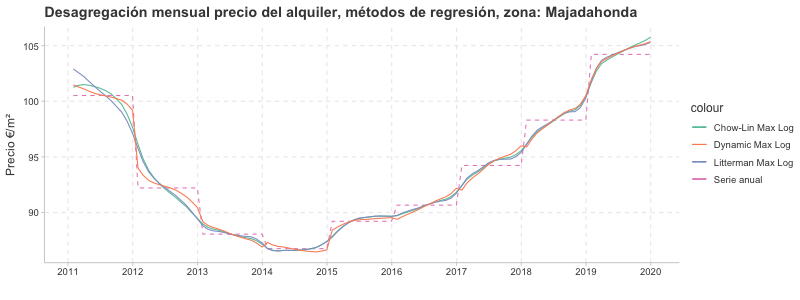 Desagregación mensual precio del alquiler, métodos de regresión, zona: Majadahonda
Precio €/m²
105
100
95
90
2011 2012 2013 2014 2015 2016 2017 2018 2019 2020
colour
Chow-Lin Max Log
Dynamic Max Log
Litterman Max Log
Serie anual